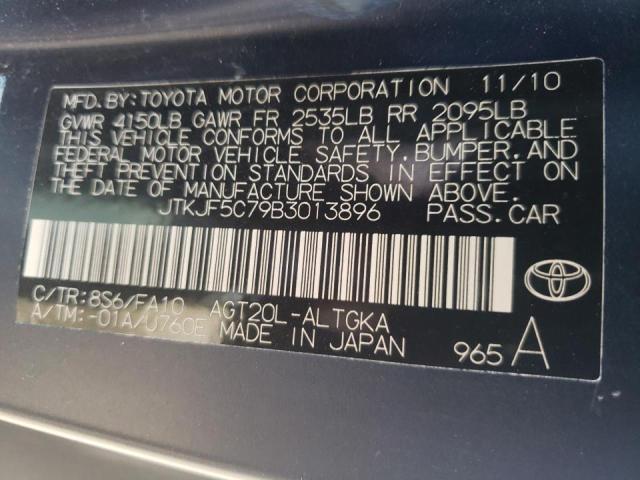 MFD. BY: TOYOTA MOTOR CORPORATION 11/10
GVWR 4150LB GAWR FR 2535LB RR 2095LB
THIS VEHICLE CONFORMS TO ALL APPLICABLE
FEDERAL MOTOR VEHICLE SAFETY, BUMPER, AND
THEFT PREVENTION STANDARDS IN EFFECT ON
THE DATE OF MANUFACTURE SHOWN ABOVE.
JTKJF5C79B3013896 PASS. CAR
C/TR: 8S6/FA10 AGT20L-ALTGKA
A/TM: -01A/U760E MADE IN JAPAN
965 A